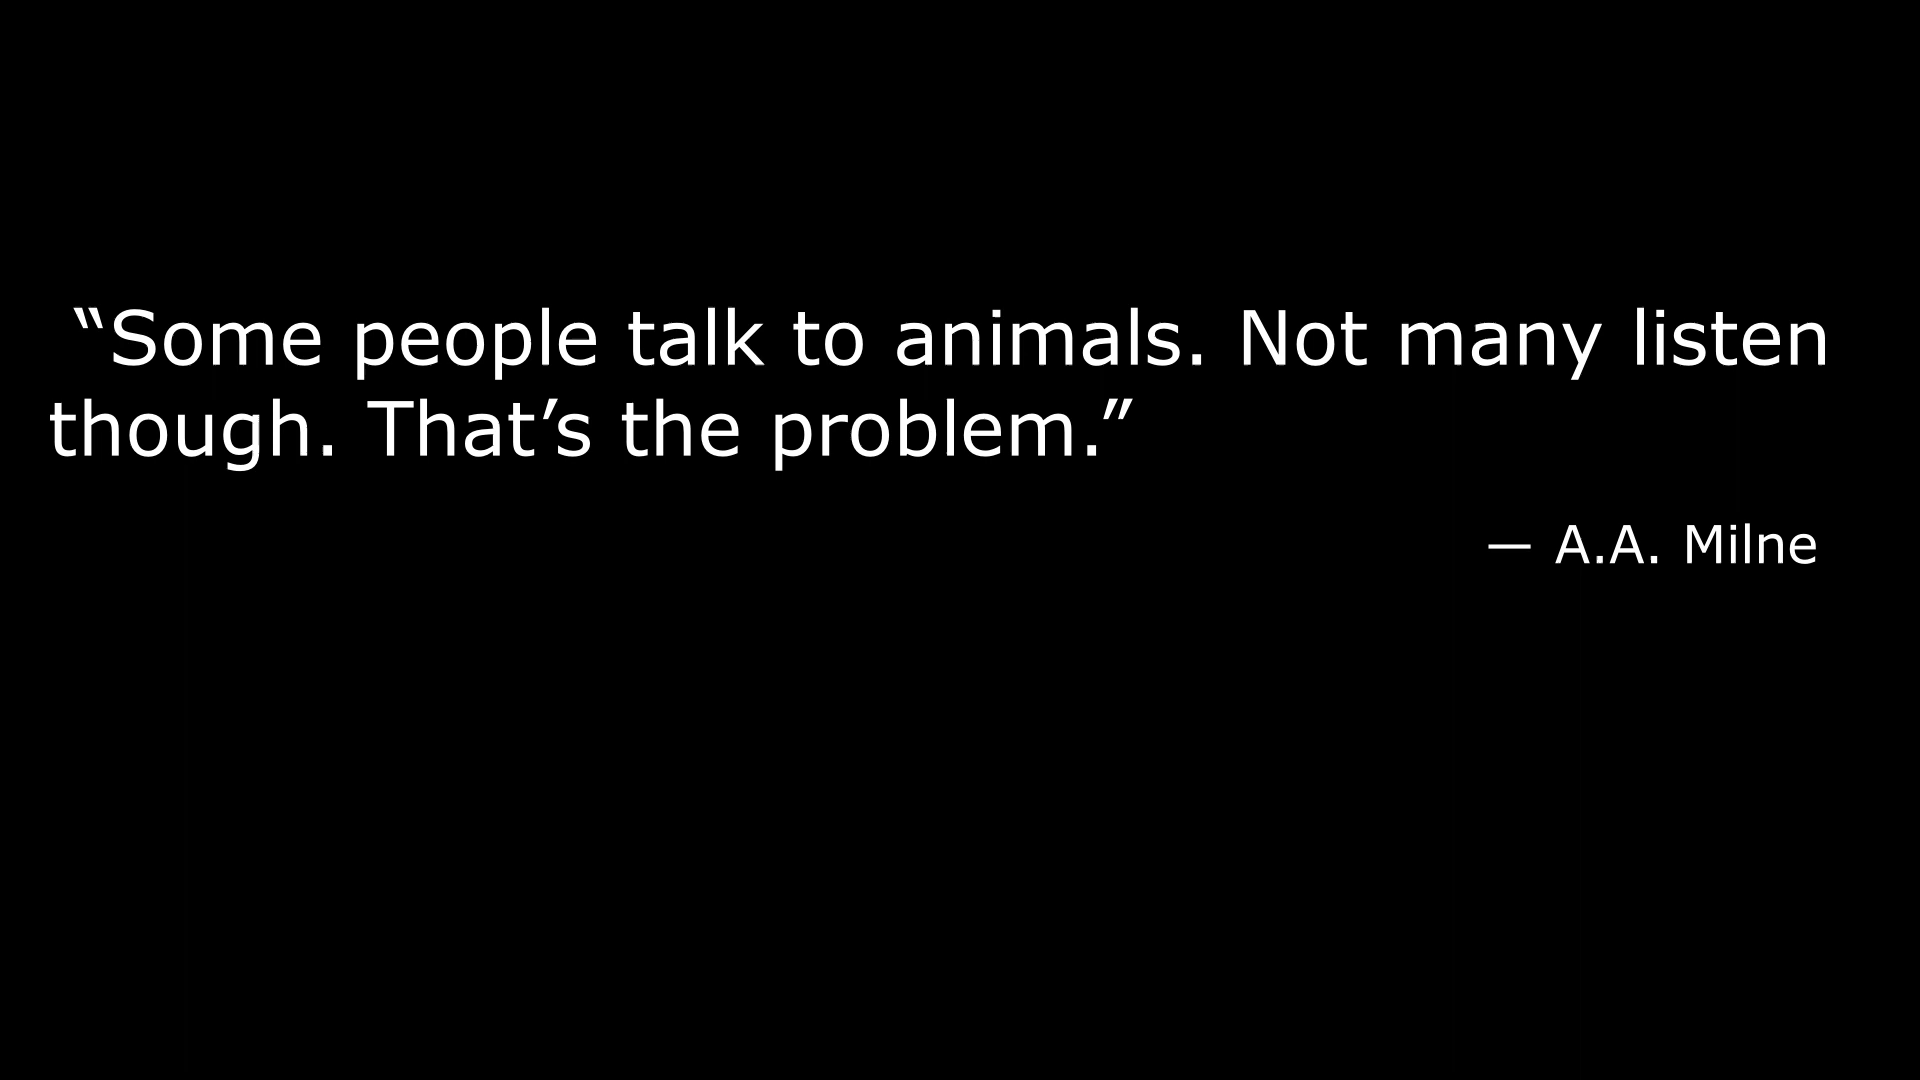 “Some people talk to animals. Not many listen
though. That’s the problem.”
— A.A. Milne